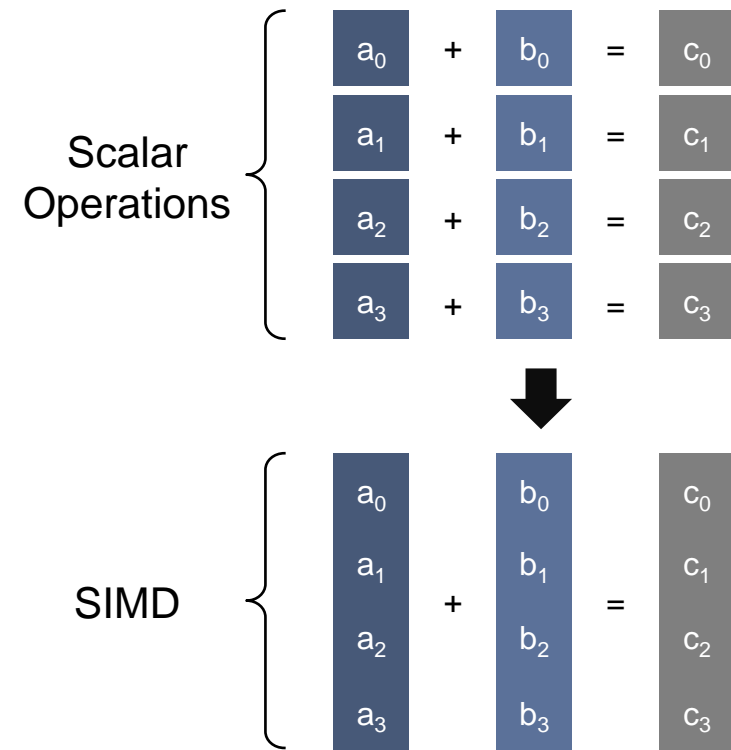 a₀ + b₀ = c₀
a₁ + b₁ = c₁
Scalar
Operations
a₂ + b₂ = c₂
a₃ + b₃ = c₃
a₀ b₀ c₀
a₁ b₁ c₁
SIMD + =
a₂ b₂ c₂
a₃ b₃ c₃